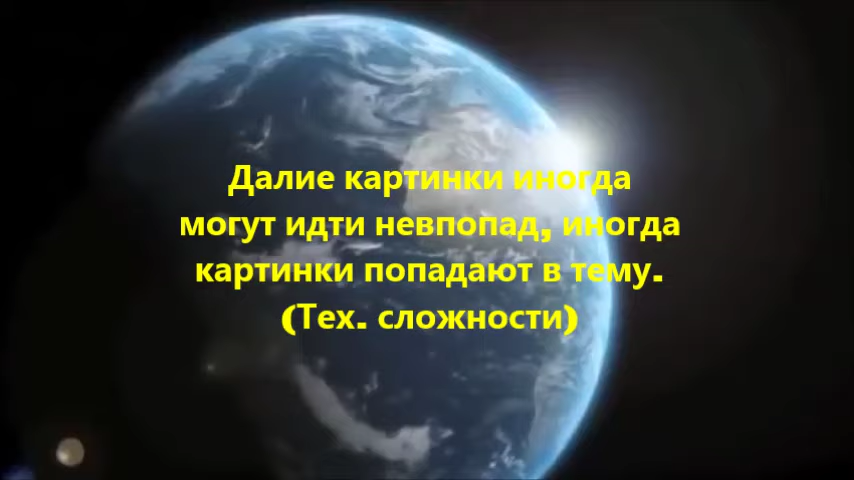 Далие картинки иногда
могут идти невпопад, иногда
картинки попадают в тему.
(Тех. сложности)